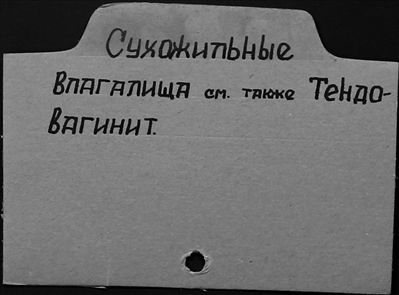 Сухожильные
Влагалища см. также Тендо-
вагинит.